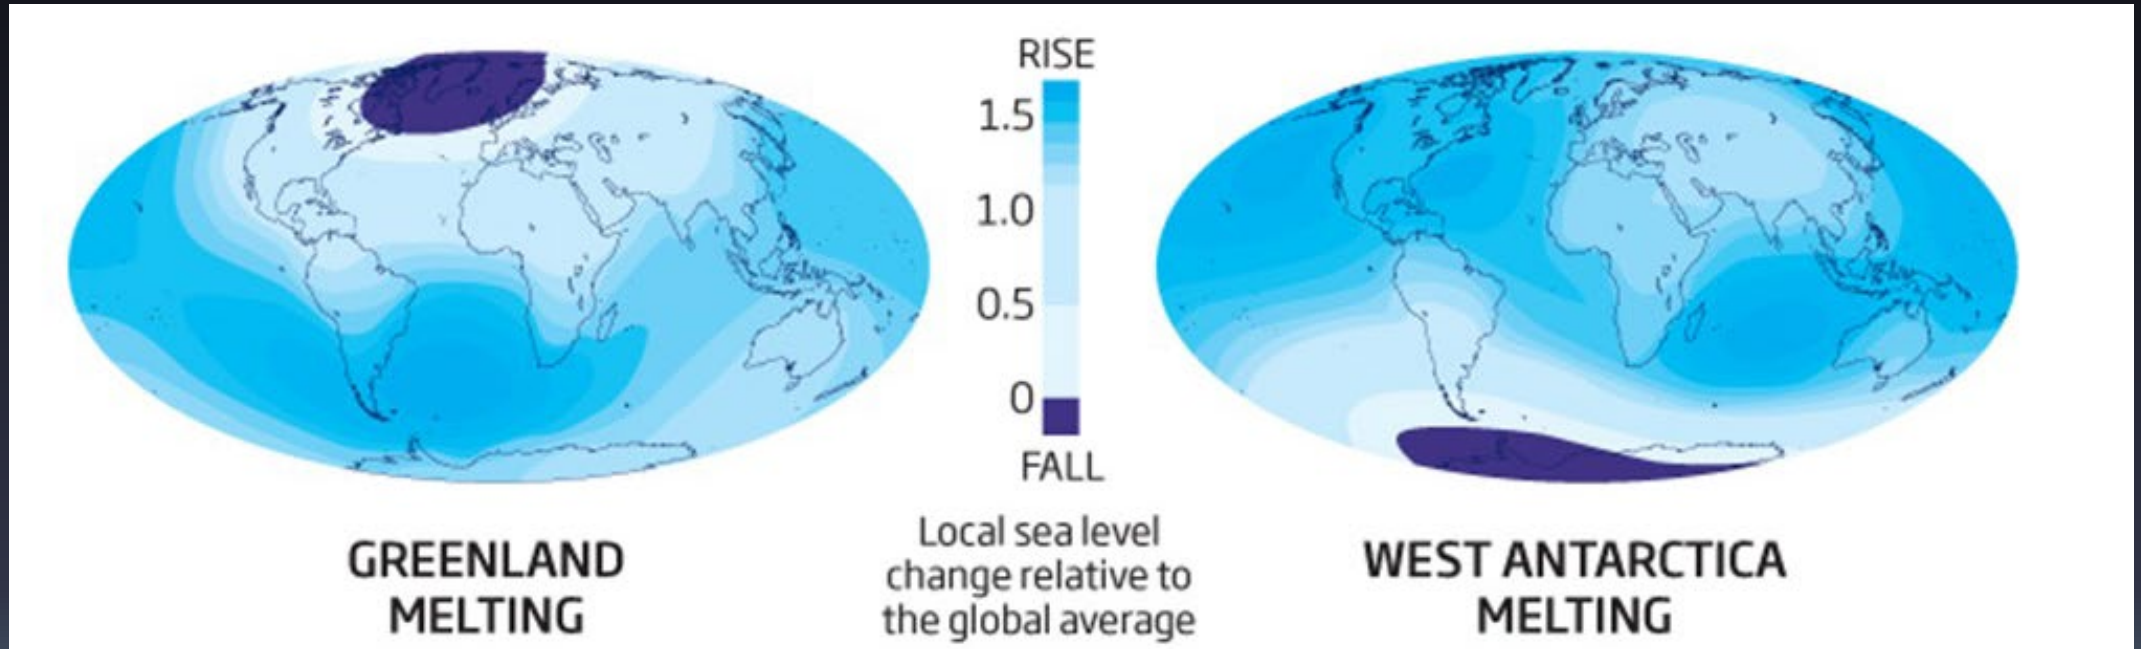 RISE
1.5
1.0
0.5
0
FALL
Local sea level
change relative to
the global average
GREENLAND
MELTING
WEST ANTARCTICA
MELTING